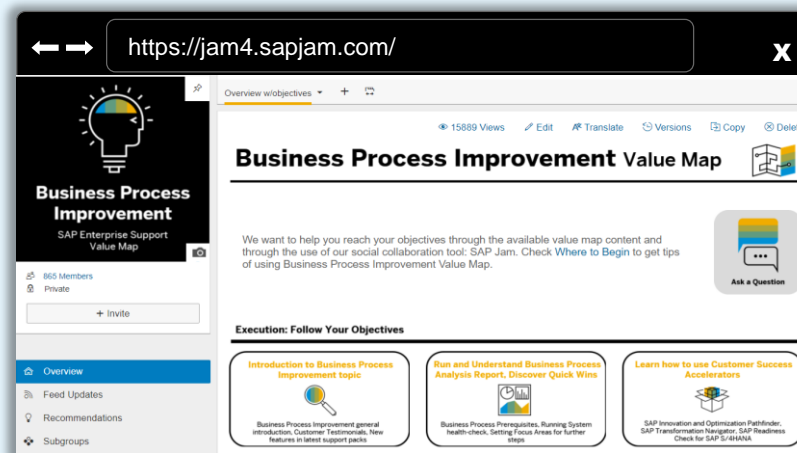 https://jam4.sapjam.com/
x
Overview w/objectives
15889 Views Edit Translate Versions Copy Delet
Business Process Improvement Value Map
Business Process
Improvement
SAP Enterprise Support
Value Map
865 Members
Private
+ Invite
We want to help you reach your objectives through the available value map content and
through the use of our social collaboration tool: SAP Jam. Check Where to Begin to get tips
of using Business Process Improvement Value Map.
Ask a Question
Execution: Follow Your Objectives
Overview
Feed Updates
Recommendations
Subgroups
Introduction to Business Process
Improvement topic
Business Process Improvement general
introduction, Customer Testimonials, New
features in latest support packs
Run and Understand Business Process
Analysis Report, Discover Quick Wins
Business Process Prerequisites, Running System
health-check, Setting Focus Areas for further
steps
Learn how to use Customer Success
Accelerators
SAP Innovation and Optimization Pathfinder,
SAP Transformation Navigator, SAP Readiness
Check for SAP S/4HANA